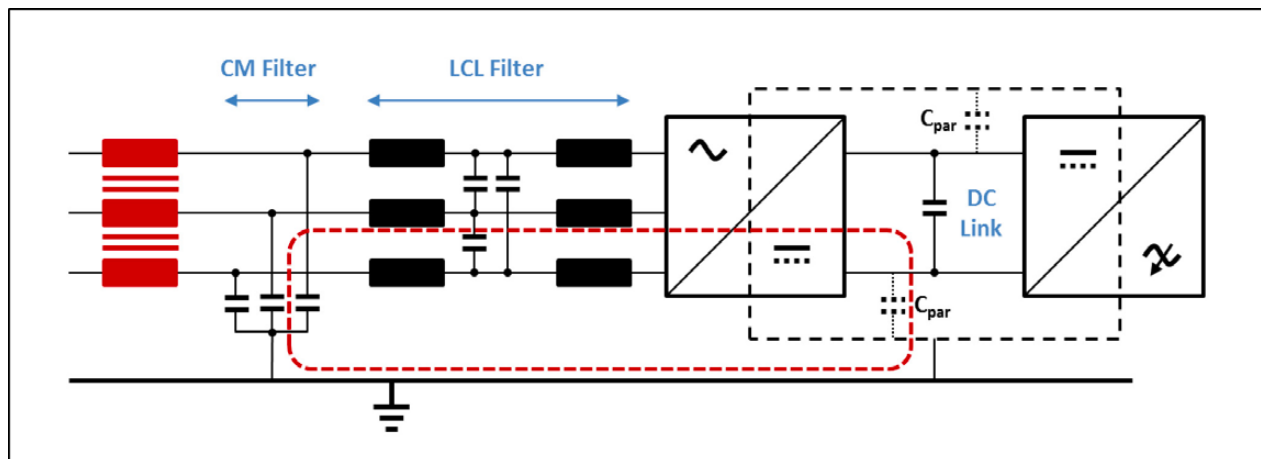 CM Filter
LCL Filter
Cpar
DC
Link
Cpar